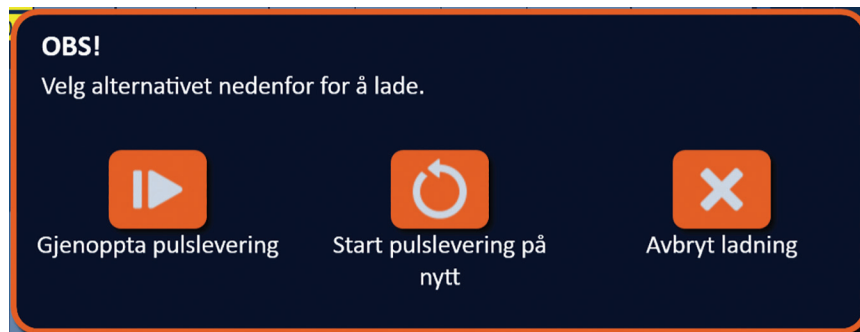 OBS!
Velg alternativet nedenfor for å lade.
Gjenoppta pulslevering
Start pulslevering på
nytt
Avbryt ladning